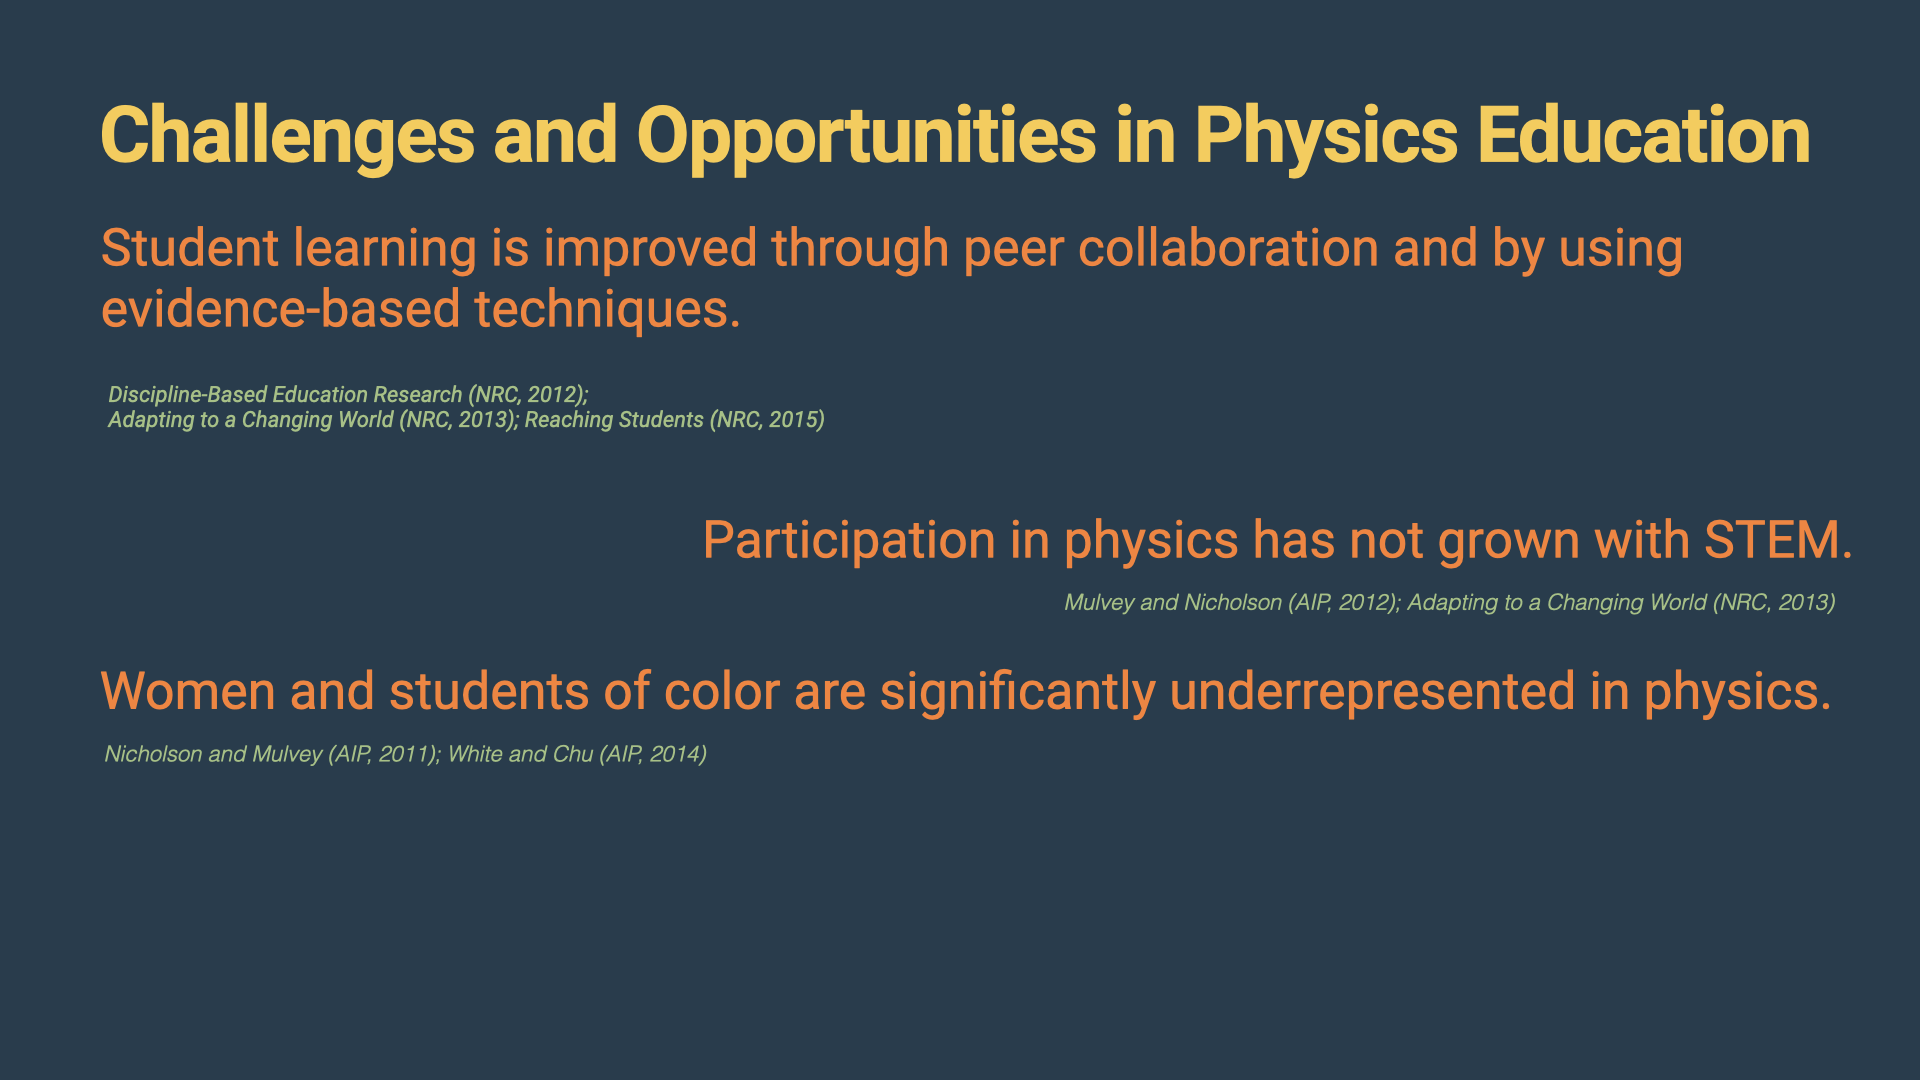 Challenges and Opportunities in Physics Education
Student learning is improved through peer collaboration and by using
evidence-based techniques.
Discipline-Based Education Research (NRC, 2012);
Adapting to a Changing World (NRC, 2013); Reaching Students (NRC, 2015)
Participation in physics has not grown with STEM.
Mulvey and Nicholson (AIP, 2012); Adapting to a Changing World (NRC, 2013)
Women and students of color are significantly underrepresented in physics.
Nicholson and Mulvey (AIP, 2011); White and Chu (AIP, 2014)